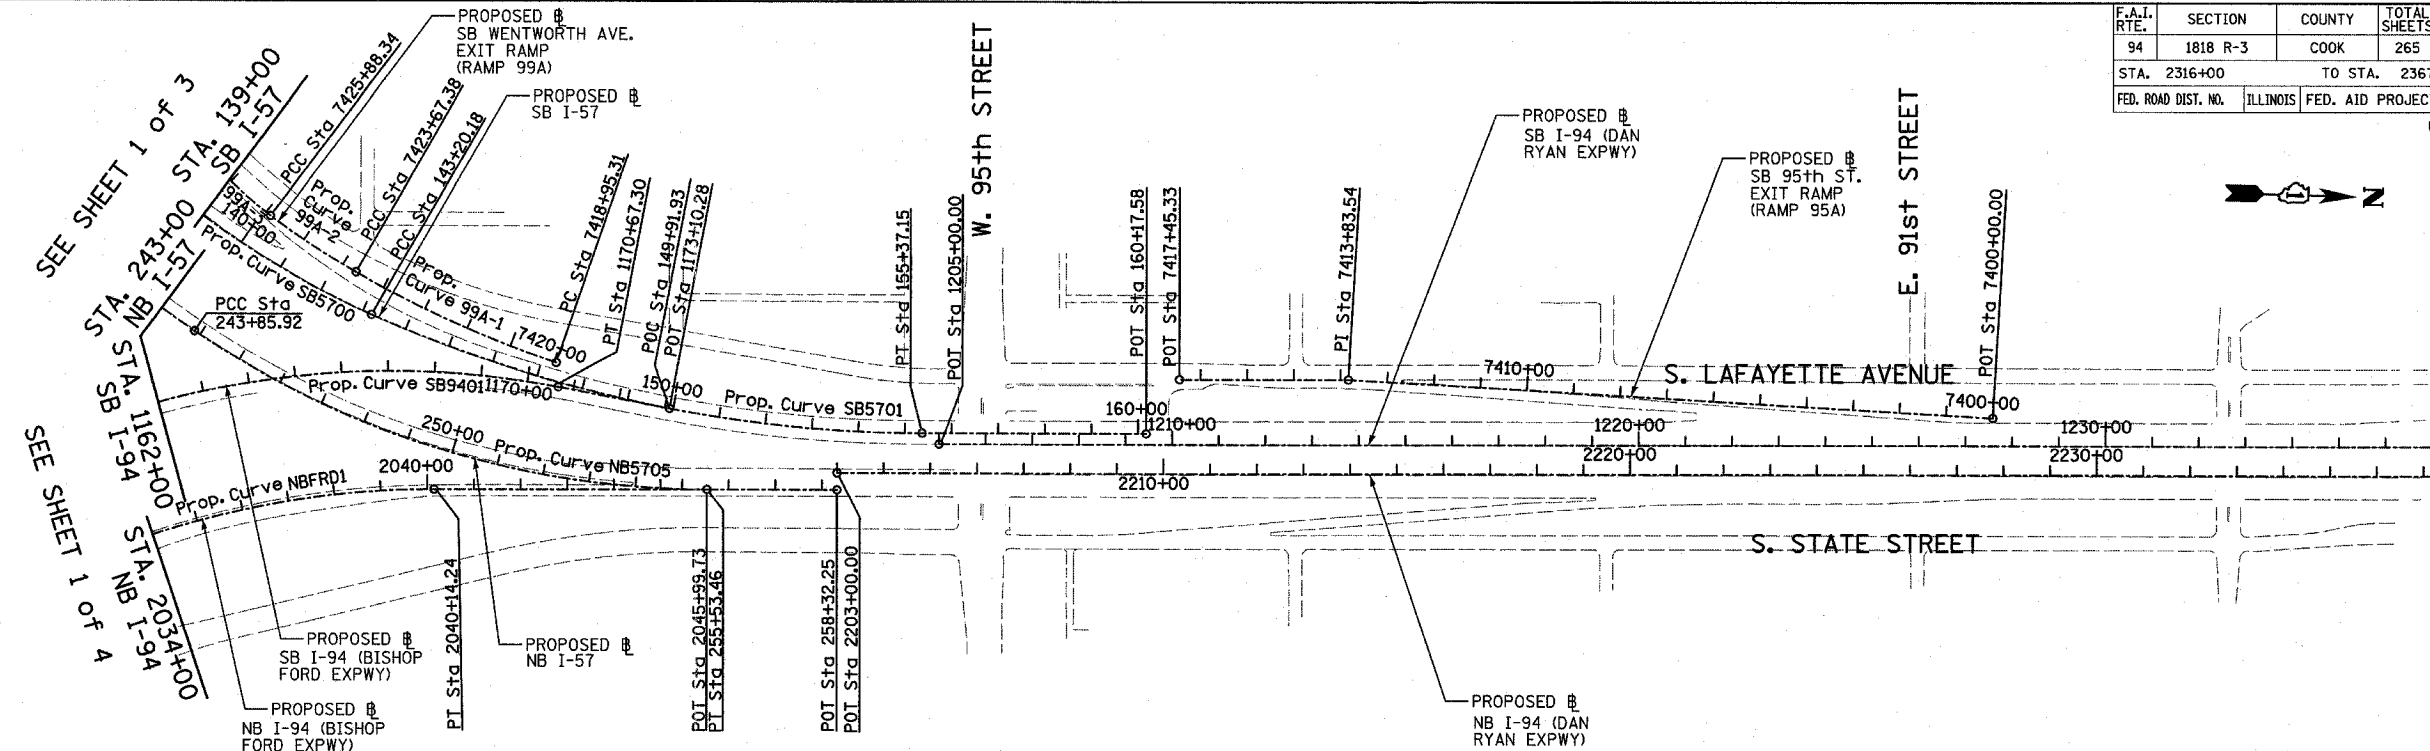 F.A.I.
RTE.
SECTION
COUNTY
TOTAL
SHEETS
94
1818 R-3
COOK
265
STA. 2316+00
TO STA. 2367
FED. ROAD DIST. NO.
ILLINOIS
FED. AID PROJEC
PROPOSED ℄
SB WENTWORTH AVE.
EXIT RAMP
(RAMP 99A)
PROPOSED ℄
SB I-57
SEE SHEET 1 of 3
STA. 139+00
SB I-57
STA. 243+00
NB I-57
STA. 1162+00
SB I-94
STA. 2034+00
NB I-94
SEE SHEET 1 of 4
PCC Sta 7425+88.34
PCC Sta 7423+67.38
PCC Sta 143+20.18
PC Sta 7418+95.31
PT Sta 1170+67.30
POC Sta 149+91.93
POT Sta 1173+10.28
PT Sta 155+37.15
POT Sta 1205+00.00
W. 95th STREET
POT Sta 160+17.58
POT Sta 7417+45.33
PI Sta 7413+83.54
PROPOSED ℄
SB I-94 (DAN
RYAN EXPWY)
PROPOSED ℄
SB 95th ST.
EXIT RAMP
(RAMP 95A)
E. 91st STREET
POT Sta 7400+00.00
N
140+00
Prop.
Curve
99A-2
Prop.
Curve 99A-1
Prop. Curve SB5700
PCC Sta
243+85.92
7420+00
Prop. Curve SB9401
1170+00
150+00
Prop. Curve SB5701
160+00
1210+00
7410+00
S. LAFAYETTE AVENUE
7400+00
1220+00
1230+00
250+00
Prop. Curve NB5705
2040+00
Prop. Curve NBFRD1
2210+00
2220+00
2230+00
S. STATE STREET
PT Sta 2040+14.24
POT Sta 2045+99.73
PT Sta 255+53.46
POT Sta 258+32.25
POT Sta 2203+00.00
PROPOSED ℄
SB I-94 (BISHOP
FORD EXPWY)
PROPOSED ℄
NB I-57
PROPOSED ℄
NB I-94 (BISHOP
FORD EXPWY)
PROPOSED ℄
NB I-94 (DAN
RYAN EXPWY)